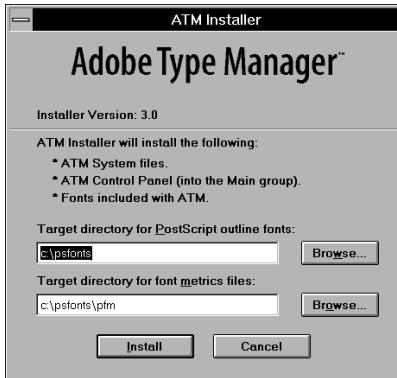 ATM Installer
Adobe Type Manager™
Installer Version: 3.0
ATM Installer will install the following:
* ATM System files.
* ATM Control Panel (into the Main group).
* Fonts included with ATM.
Target directory for PostScript outline fonts:
c:\psfonts Browse...
Target directory for font metrics files:
c:\psfonts\pfm Browse...
Install Cancel